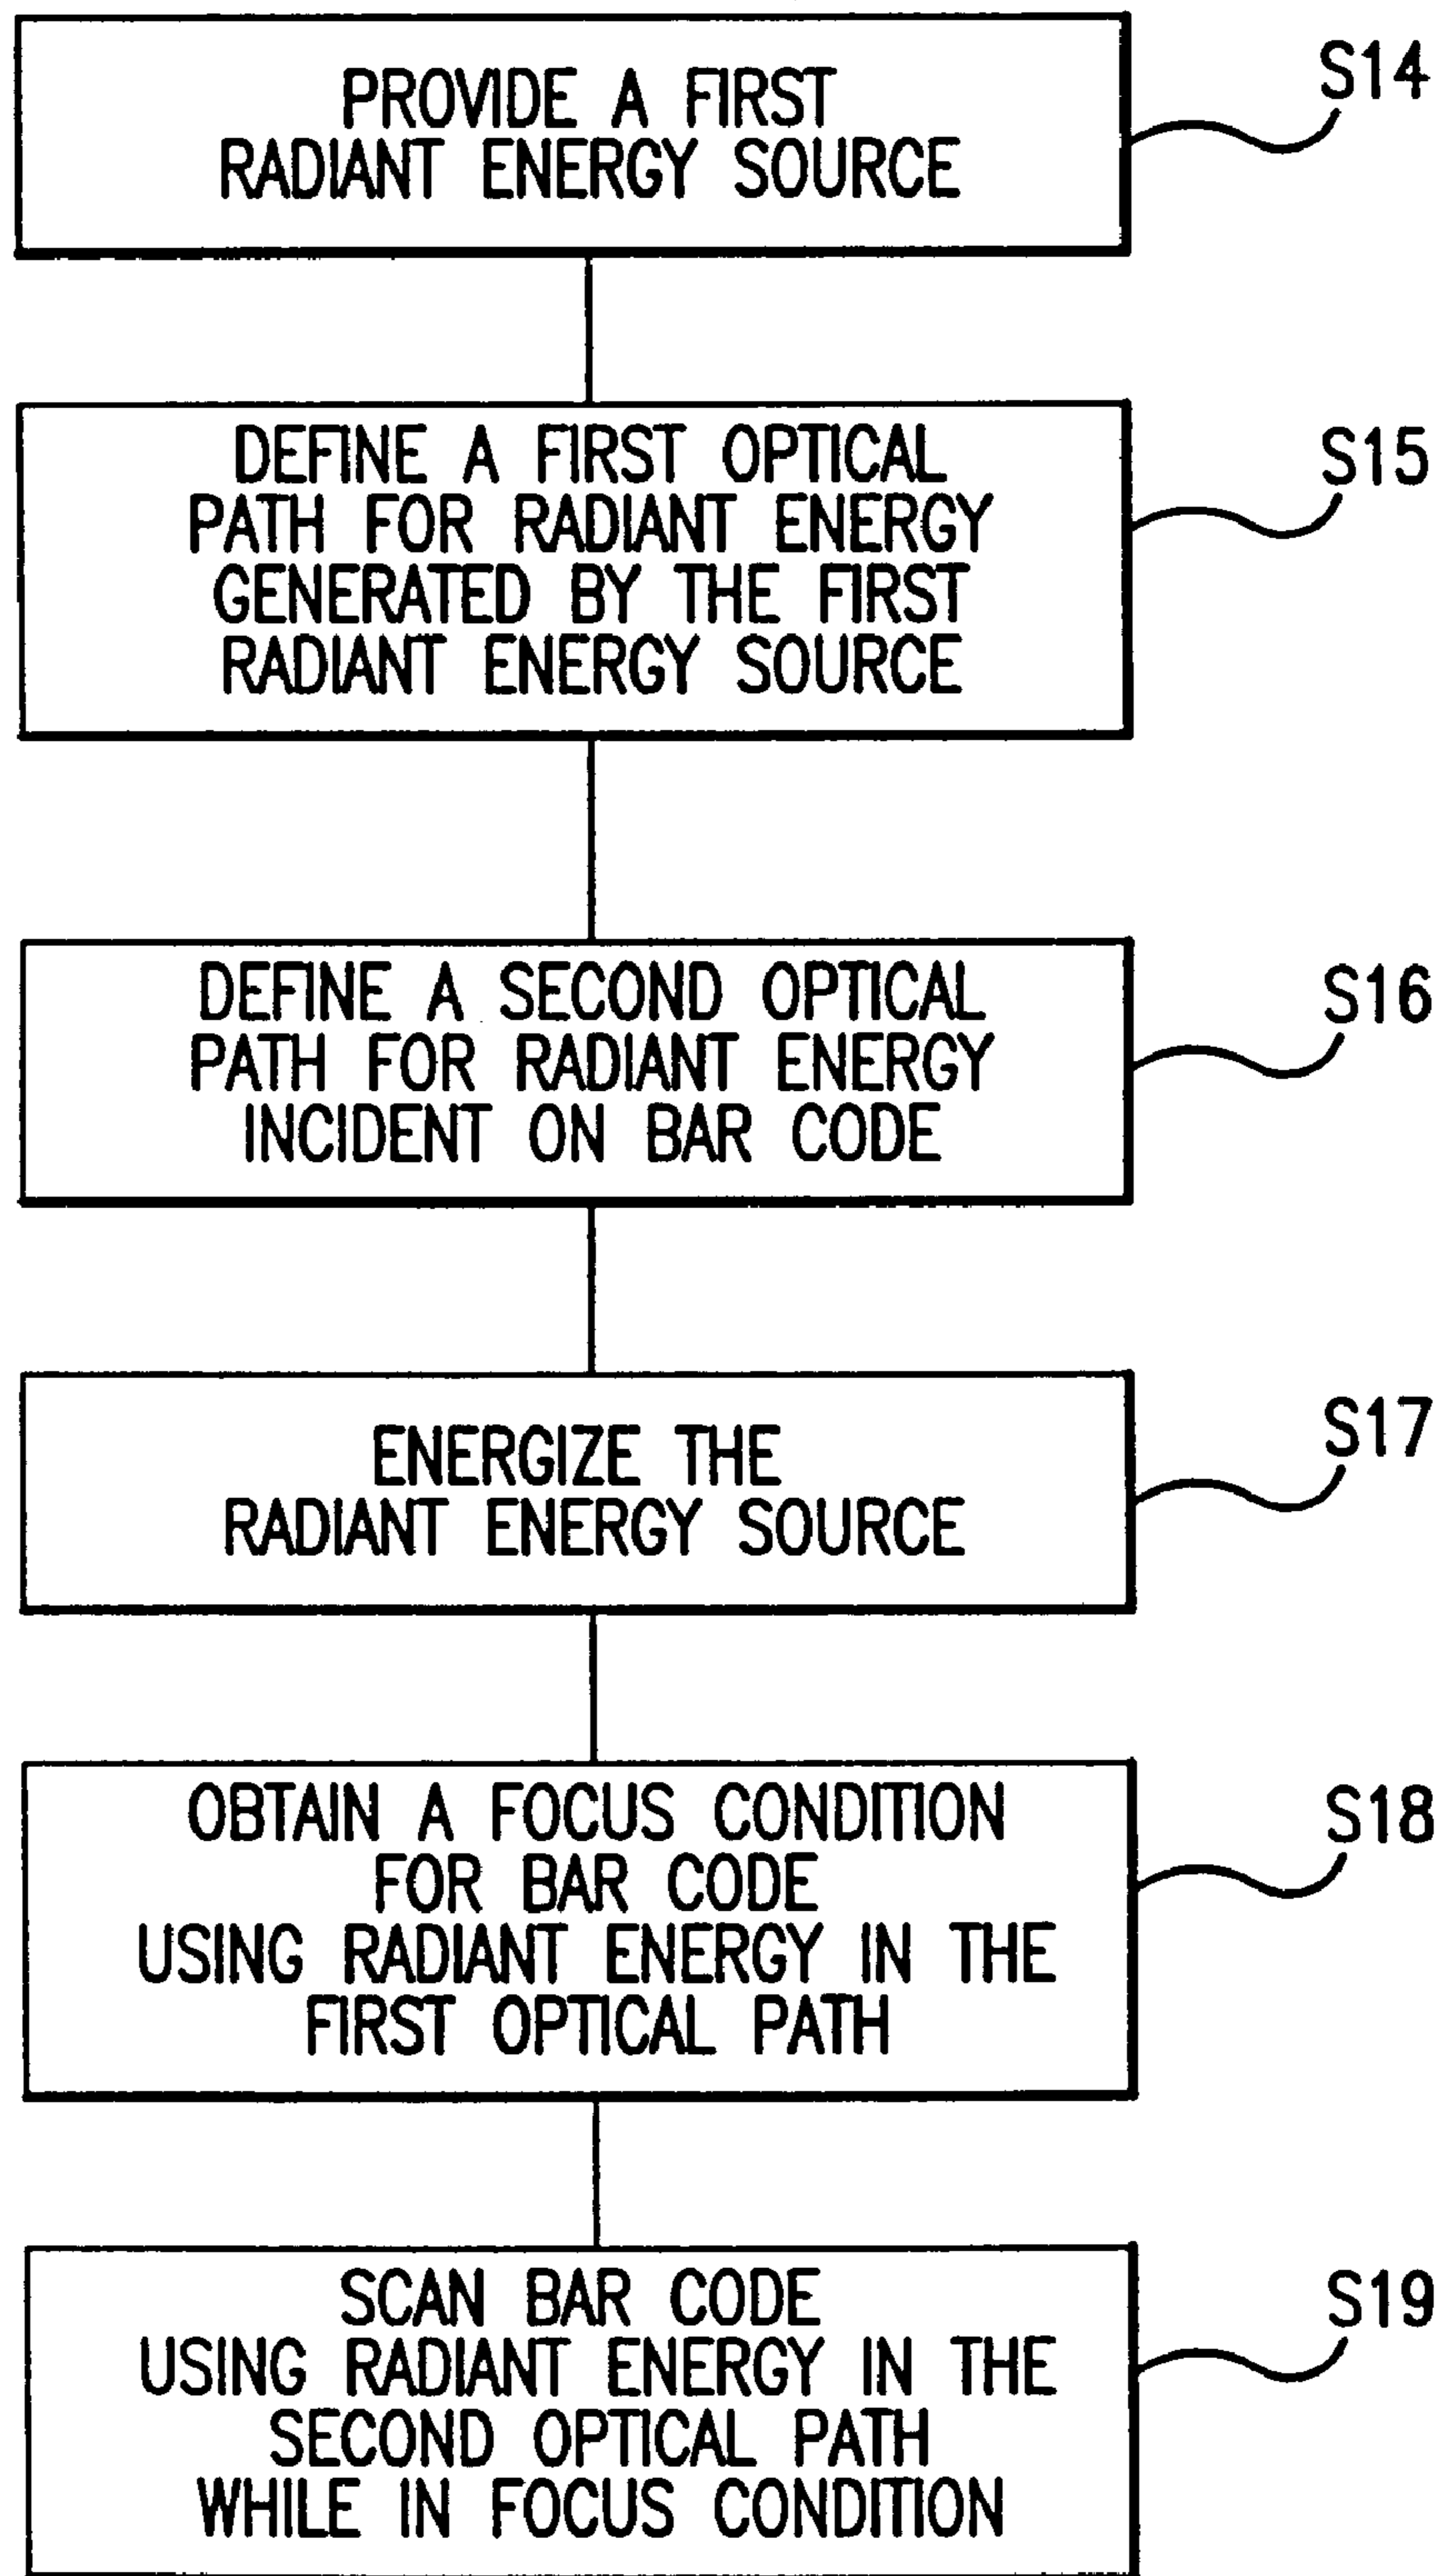 PROVIDE A FIRST
RADIANT ENERGY SOURCE
S14
DEFINE A FIRST OPTICAL
PATH FOR RADIANT ENERGY
GENERATED BY THE FIRST
RADIANT ENERGY SOURCE
S15
DEFINE A SECOND OPTICAL
PATH FOR RADIANT ENERGY
INCIDENT ON BAR CODE
S16
ENERGIZE THE
RADIANT ENERGY SOURCE
S17
OBTAIN A FOCUS CONDITION
FOR BAR CODE
USING RADIANT ENERGY IN THE
FIRST OPTICAL PATH
S18
SCAN BAR CODE
USING RADIANT ENERGY IN THE
SECOND OPTICAL PATH
WHILE IN FOCUS CONDITION
S19